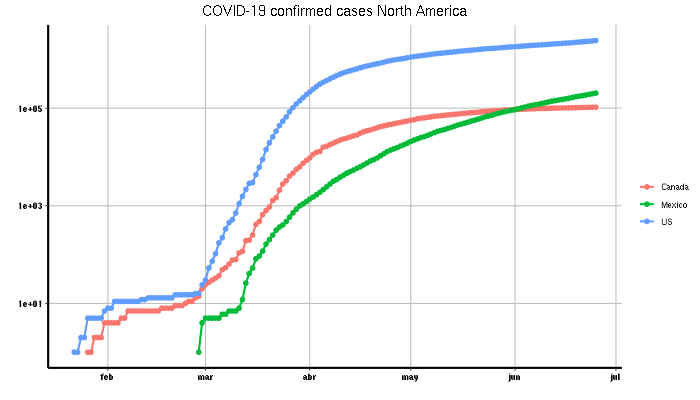 COVID-19 confirmed cases North America
1e+05
1e+03
1e+01
feb
mar
abr
may
jun
jul
Canada
Mexico
US